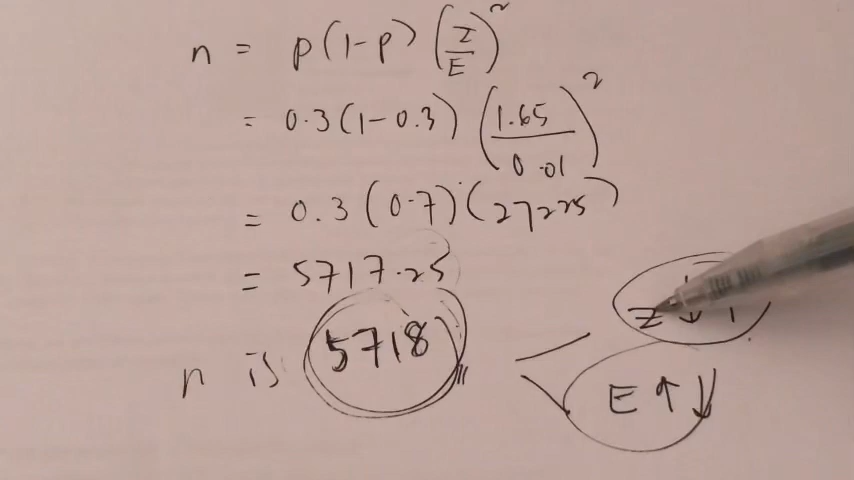 n = p(1-p) (Z/E)²
= 0.3(1-0.3) (1.65/0.01)²
= 0.3(0.7)(27225)
= 5717.25
n is 5718
Z ↓
E ↑ ↓